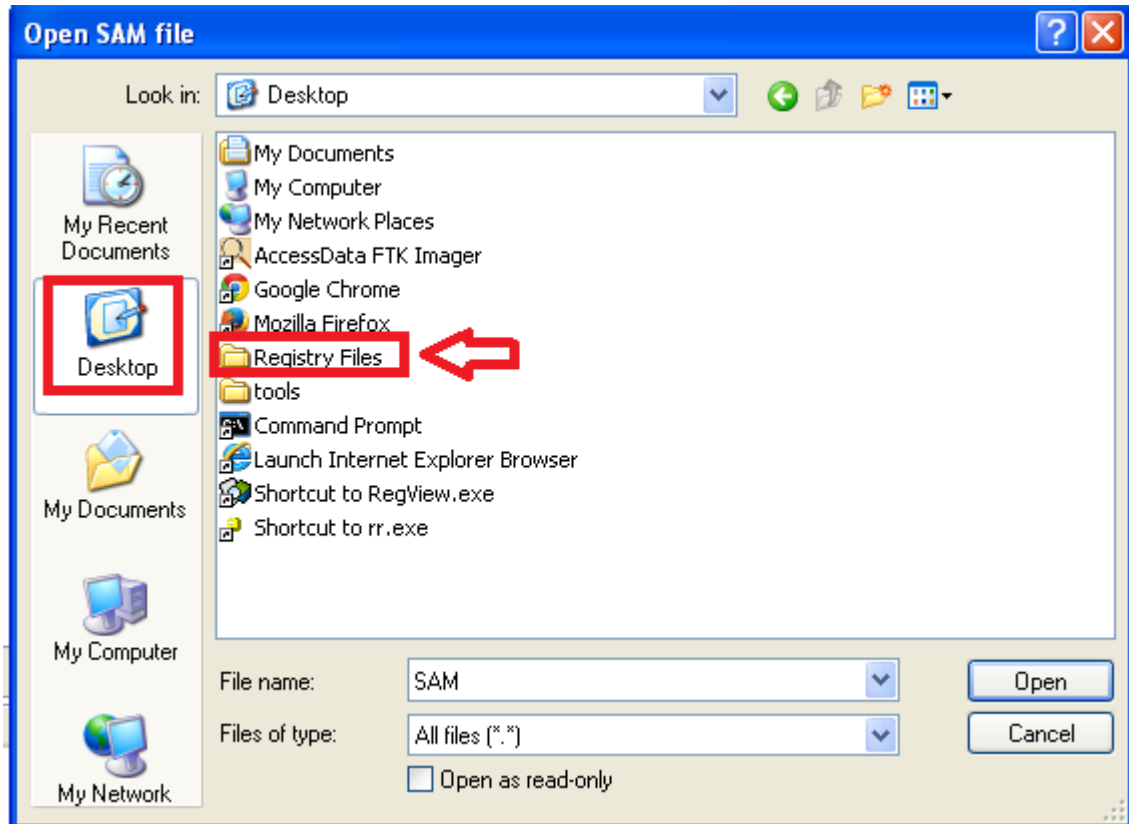 Open SAM file
Look in:
Desktop
My Recent
Documents
Desktop
My Documents
My Computer
My Network
My Documents
My Computer
My Network Places
AccessData FTK Imager
Google Chrome
Mozilla Firefox
Registry Files
tools
Command Prompt
Launch Internet Explorer Browser
Shortcut to RegView.exe
Shortcut to rr.exe
File name:
SAM
Open
Files of type:
All files (*.*)
Cancel
Open as read-only